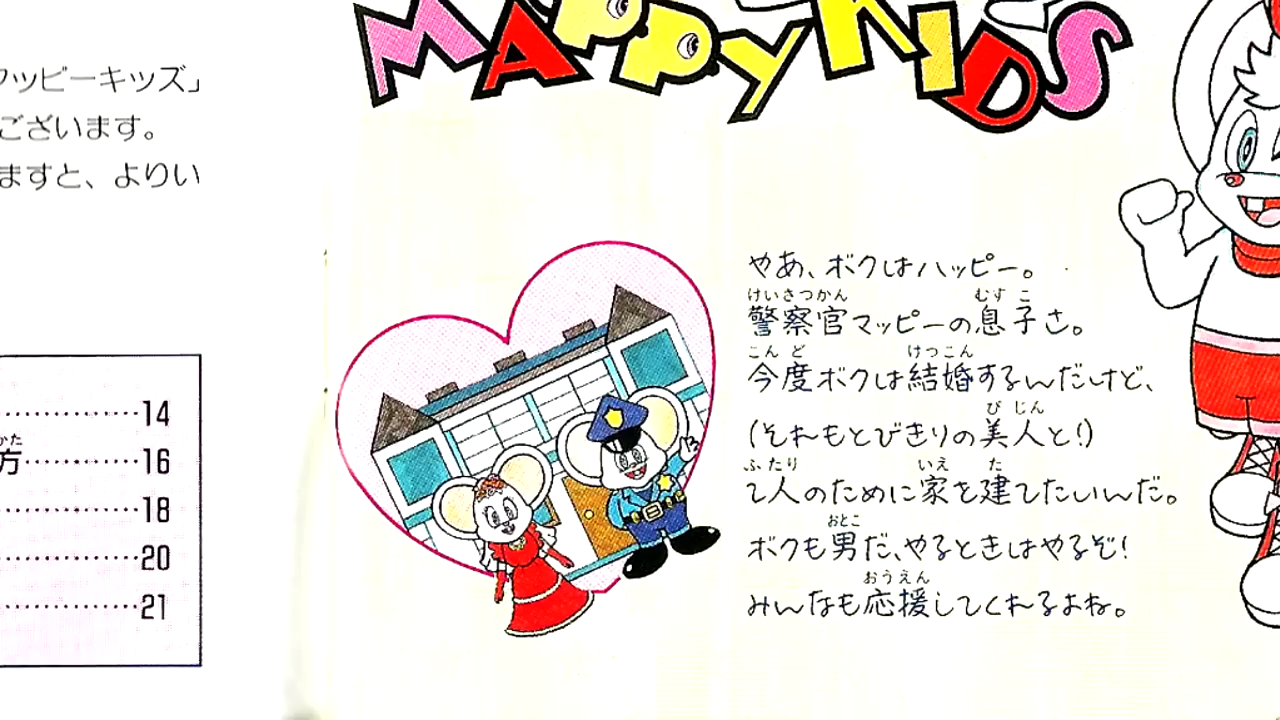 ワッピーキッズ」
ございます。
ますと、よりい
14
かた
方 16
18
20
21
MAPPY KIDS
やあ、ボクはハッピー。
けいさつかん むすこ
警察官マッピーの息子さ。
こんど けっこん
今度ボクは結婚するんだけど、
びじん
(それもとびきりの美人と!)
ふたり いえ た
2人のために家を建てたいんだ。
おとこ
ボクも男だ、やるときはやるぞ!
おうえん
みんなも応援してくれるよね。